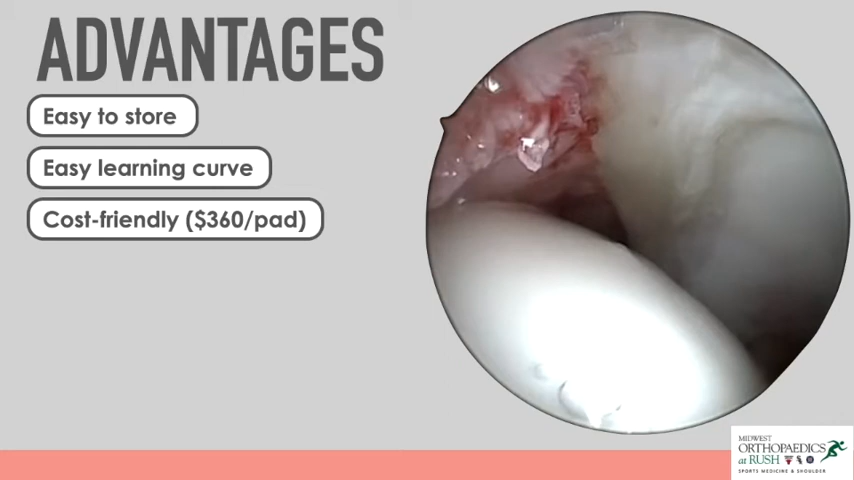 ADVANTAGES
Easy to store
Easy learning curve
Cost-friendly ($360/pad)
MIDWEST
ORTHOPAEDICS
at RUSH
SPORTS MEDICINE & SHOULDER